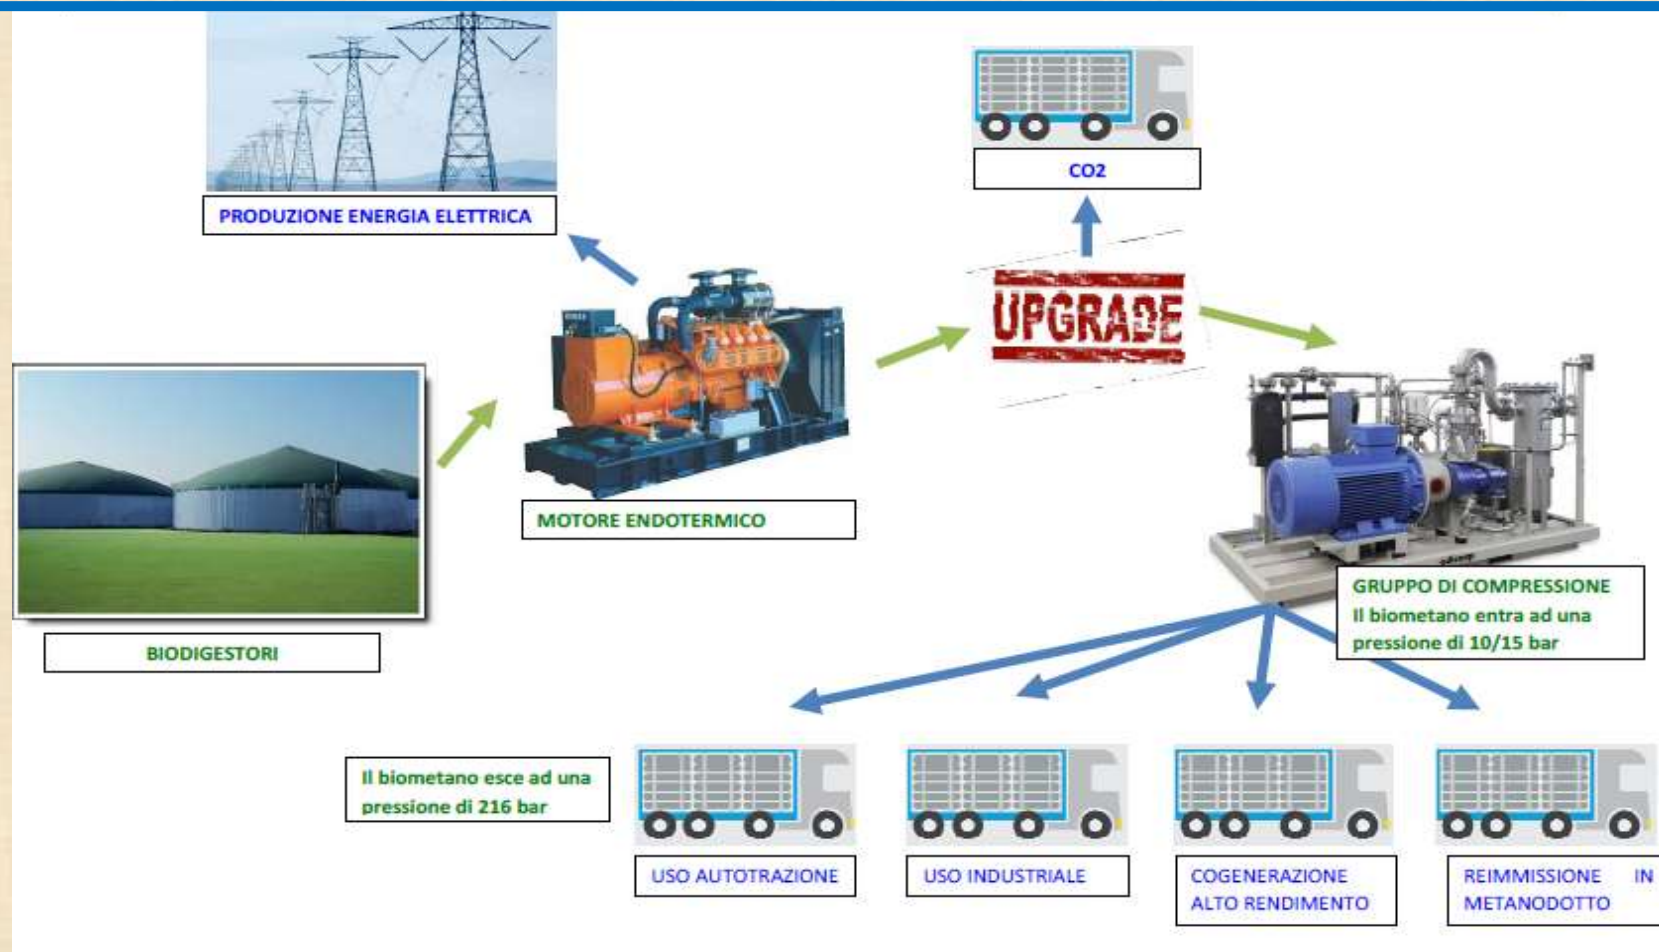 PRODUZIONE ENERGIA ELETTRICA
CO2
UPGRADE
MOTORE ENDOTERMICO
BIODIGESTORI
GRUPPO DI COMPRESSIONE
Il biometano entra ad una
pressione di 10/15 bar
Il biometano esce ad una
pressione di 216 bar
USO AUTOTRAZIONE
USO INDUSTRIALE
COGENERAZIONE
ALTO RENDIMENTO
REIMMISSIONE IN
METANODOTTO